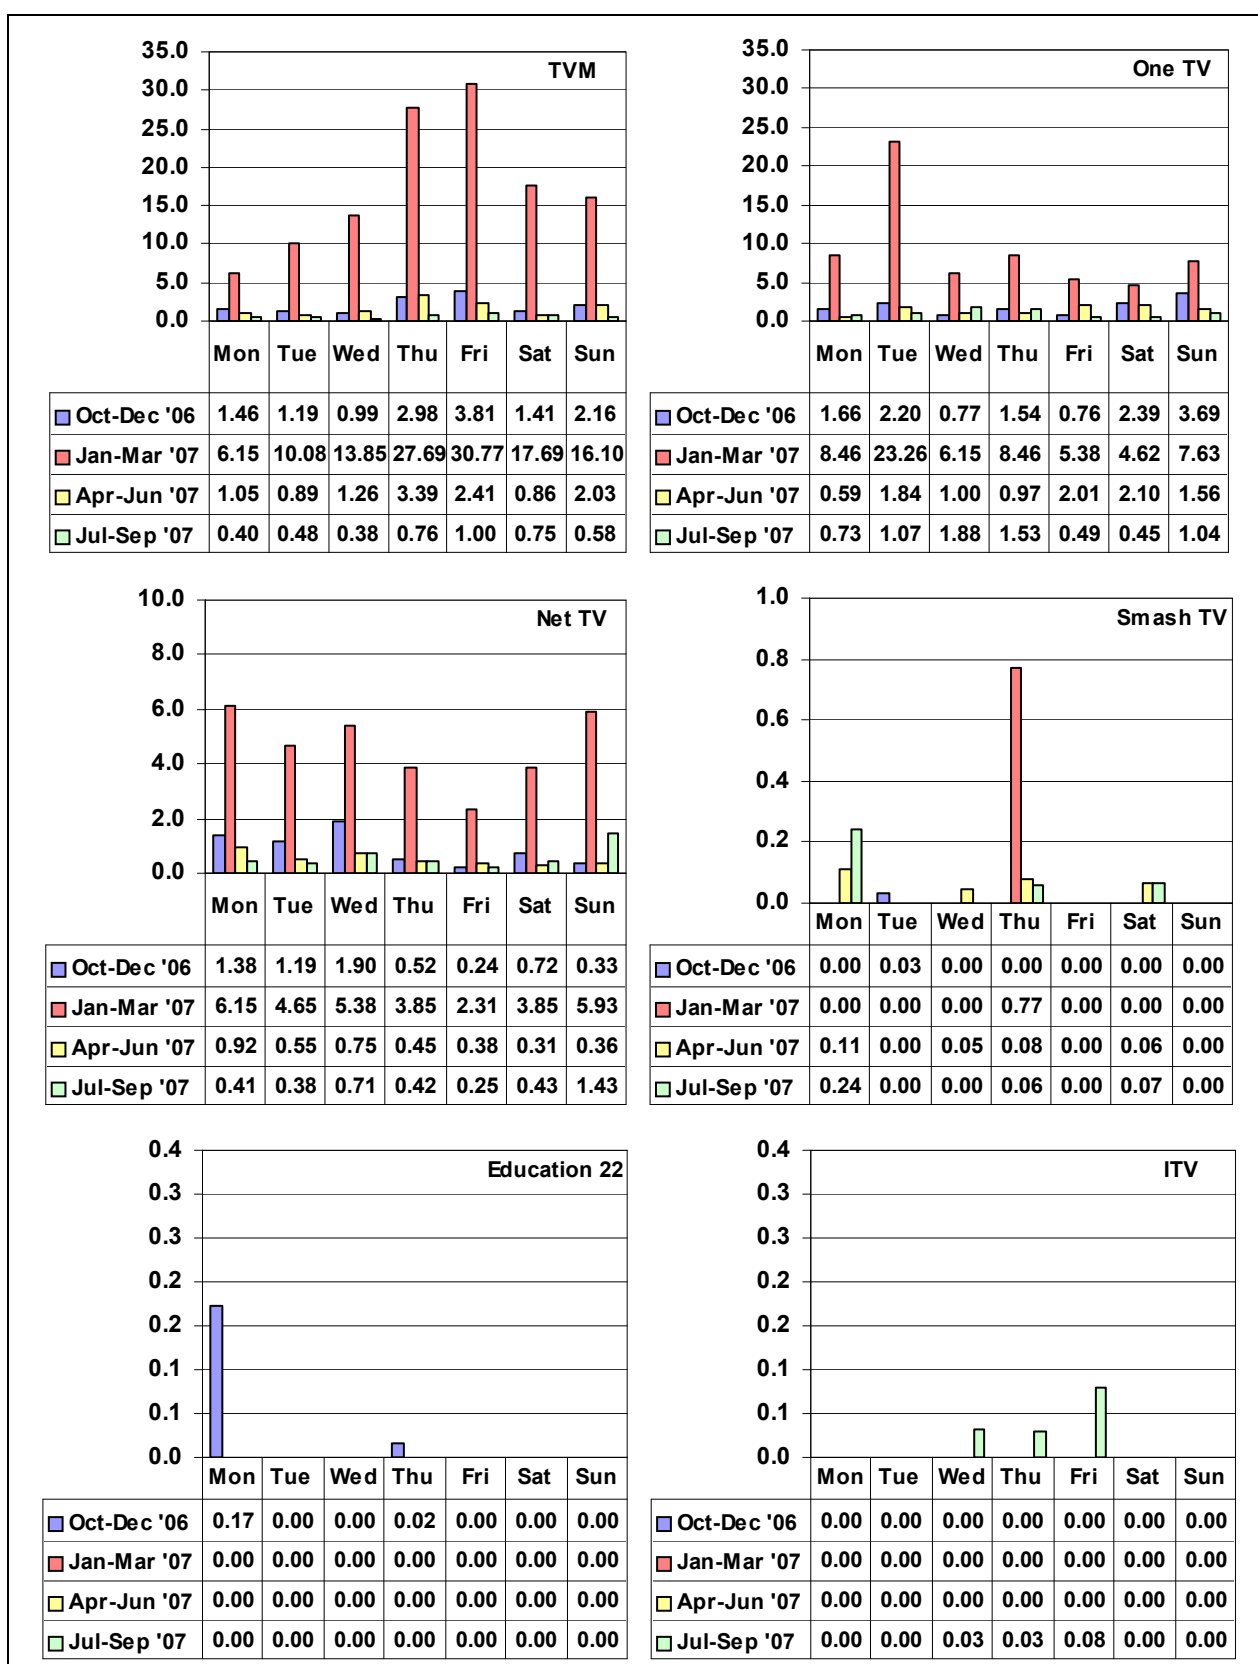 TVM
35.0
30.0
25.0
20.0
15.0
10.0
5.0
0.0
Mon Tue Wed Thu Fri Sat Sun
Oct-Dec '06 1.46 1.19 0.99 2.98 3.81 1.41 2.16
Jan-Mar '07 6.15 10.08 13.85 27.69 30.77 17.69 16.10
Apr-Jun '07 1.05 0.89 1.26 3.39 2.41 0.86 2.03
Jul-Sep '07 0.40 0.48 0.38 0.76 1.00 0.75 0.58
One TV
35.0
30.0
25.0
20.0
15.0
10.0
5.0
0.0
Mon Tue Wed Thu Fri Sat Sun
Oct-Dec '06 1.66 2.20 0.77 1.54 0.76 2.39 3.69
Jan-Mar '07 8.46 23.26 6.15 8.46 5.38 4.62 7.63
Apr-Jun '07 0.59 1.84 1.00 0.97 2.01 2.10 1.56
Jul-Sep '07 0.73 1.07 1.88 1.53 0.49 0.45 1.04
Net TV
10.0
8.0
6.0
4.0
2.0
0.0
Mon Tue Wed Thu Fri Sat Sun
Oct-Dec '06 1.38 1.19 1.90 0.52 0.24 0.72 0.33
Jan-Mar '07 6.15 4.65 5.38 3.85 2.31 3.85 5.93
Apr-Jun '07 0.92 0.55 0.75 0.45 0.38 0.31 0.36
Jul-Sep '07 0.41 0.38 0.71 0.42 0.25 0.43 1.43
Smash TV
1.0
0.8
0.6
0.4
0.2
0.0
Mon Tue Wed Thu Fri Sat Sun
Oct-Dec '06 0.00 0.03 0.00 0.00 0.00 0.00 0.00
Jan-Mar '07 0.00 0.00 0.00 0.77 0.00 0.00 0.00
Apr-Jun '07 0.11 0.00 0.05 0.08 0.00 0.06 0.00
Jul-Sep '07 0.24 0.00 0.00 0.06 0.00 0.07 0.00
Education 22
0.4
0.3
0.3
0.2
0.2
0.1
0.1
0.0
Mon Tue Wed Thu Fri Sat Sun
Oct-Dec '06 0.17 0.00 0.00 0.02 0.00 0.00 0.00
Jan-Mar '07 0.00 0.00 0.00 0.00 0.00 0.00 0.00
Apr-Jun '07 0.00 0.00 0.00 0.00 0.00 0.00 0.00
Jul-Sep '07 0.00 0.00 0.00 0.00 0.00 0.00 0.00
ITV
0.4
0.3
0.3
0.2
0.2
0.1
0.1
0.0
Mon Tue Wed Thu Fri Sat Sun
Oct-Dec '06 0.00 0.00 0.00 0.00 0.00 0.00 0.00
Jan-Mar '07 0.00 0.00 0.00 0.00 0.00 0.00 0.00
Apr-Jun '07 0.00 0.00 0.00 0.00 0.00 0.00 0.00
Jul-Sep '07 0.00 0.00 0.03 0.03 0.08 0.00 0.00